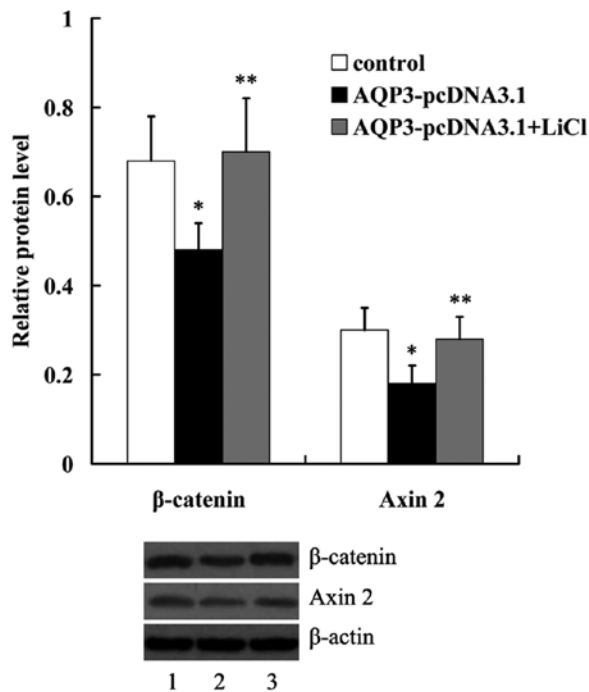 1
0.8
0.6
0.4
0.2
0
Relative protein level
control
AQP3-pcDNA3.1
AQP3-pcDNA3.1+LiCl
**
*
**
*
β-catenin
Axin 2
β-catenin
Axin 2
β-actin
1 2 3